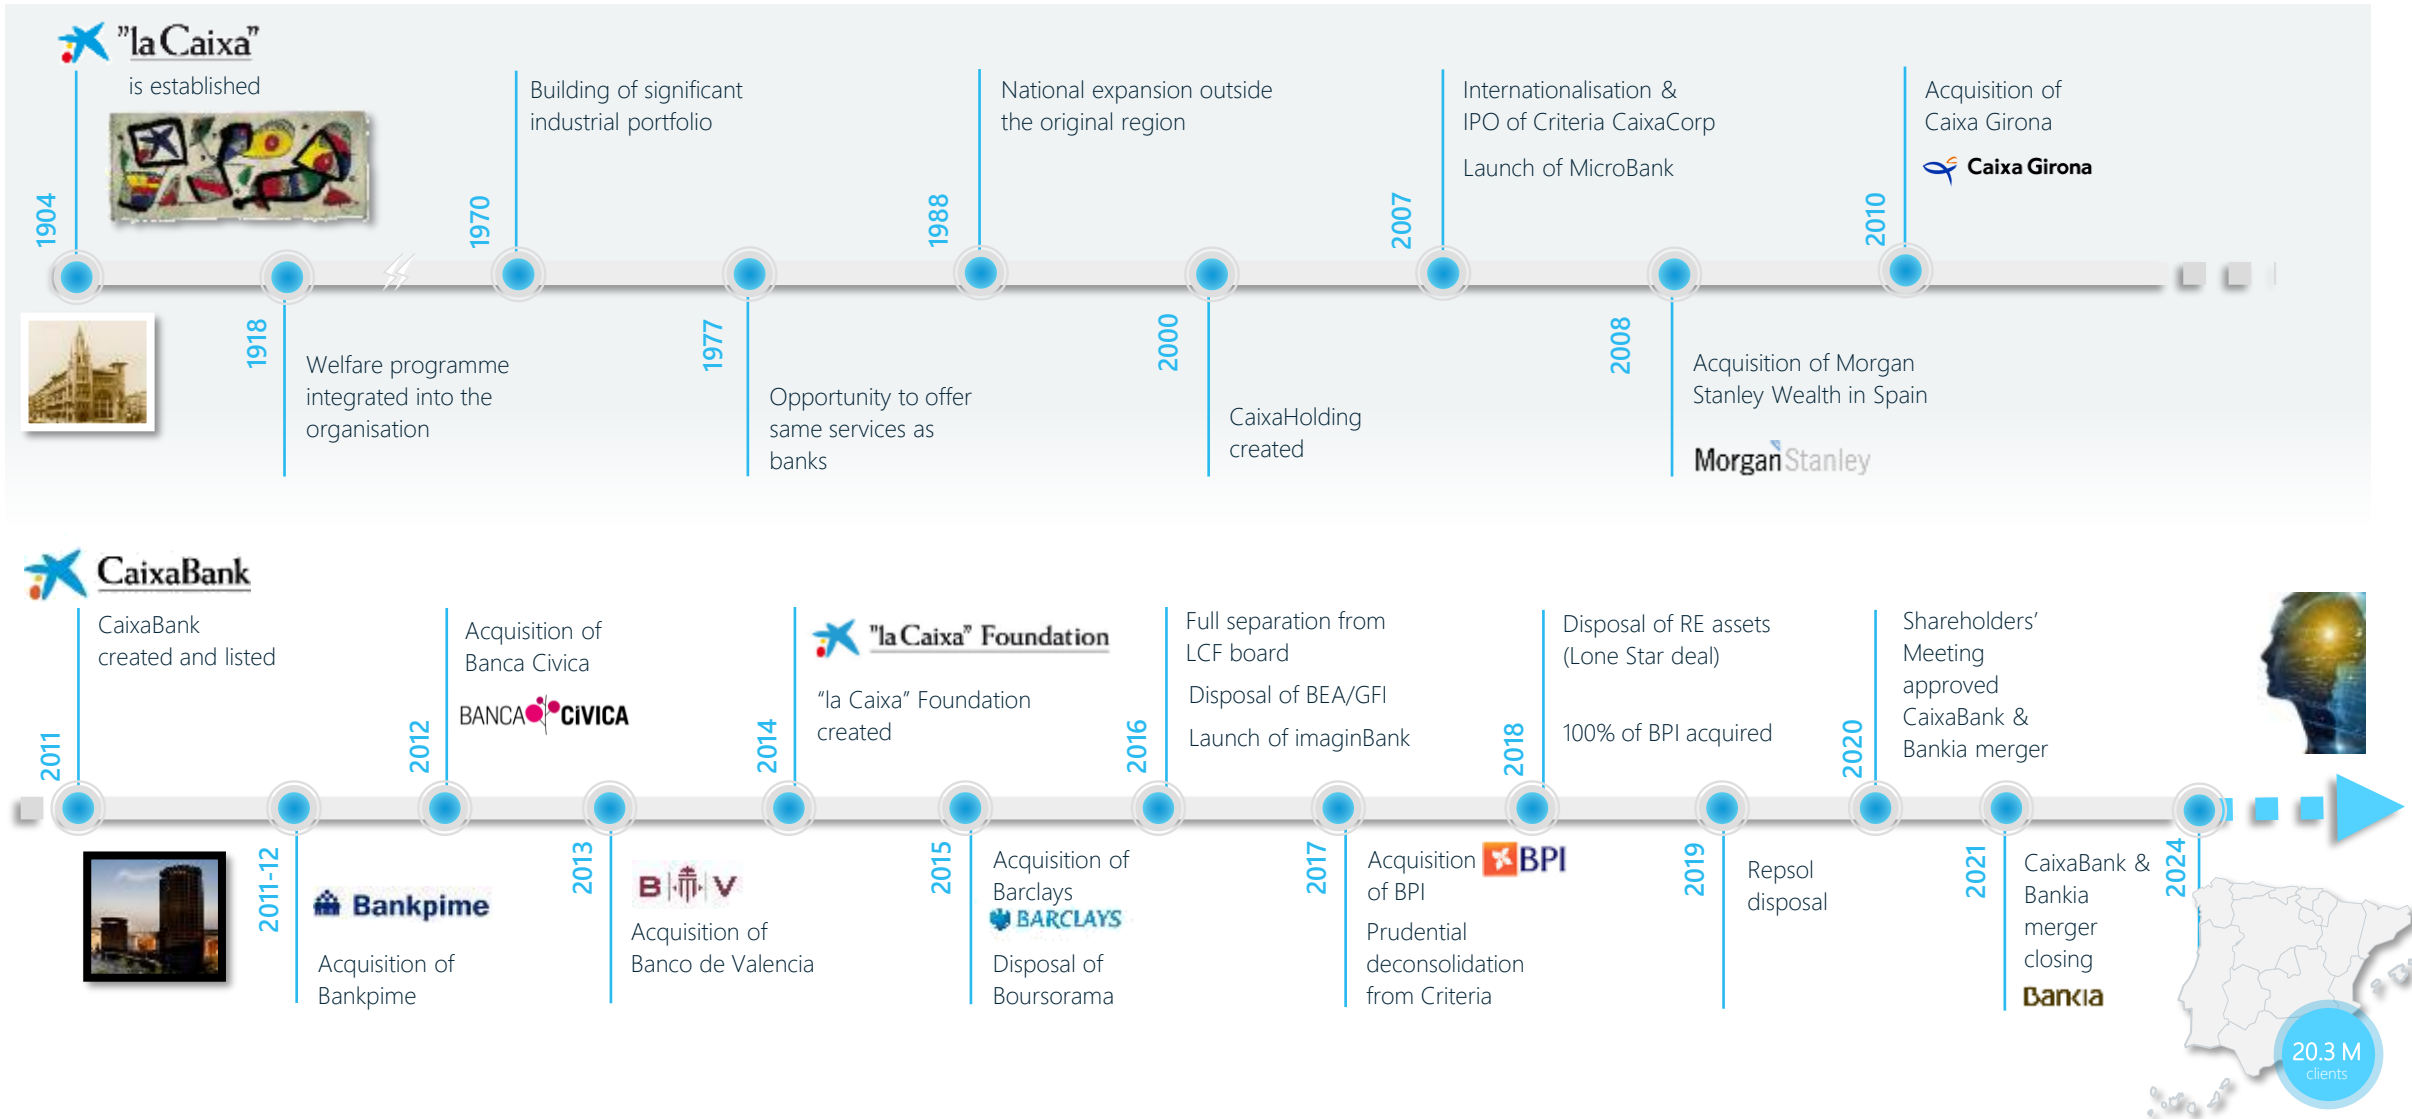 "la Caixa"
is established
1904
1918
Welfare programme
integrated into the
organisation
1970
Building of significant
industrial portfolio
1977
Opportunity to offer
same services as
banks
1988
National expansion outside
the original region
2000
CaixaHolding
created
2007
Internationalisation &
IPO of Criteria CaixaCorp
Launch of MicroBank
2008
Acquisition of Morgan
Stanley Wealth in Spain
Morgan Stanley
2010
Acquisition of
Caixa Girona
Caixa Girona
CaixaBank
CaixaBank
created and listed
2011
2011-12
Bankpime
Acquisition of
Bankpime
2012
Acquisition of
Banca Civica
BANCA CíVICA
2013
B V
Acquisition of
Banco de Valencia
2014
"la Caixa" Foundation
“la Caixa” Foundation
created
2015
Acquisition of
Barclays
BARCLAYS
Disposal of
Boursorama
2016
Full separation from
LCF board
Disposal of BEA/GFI
Launch of imaginBank
2017
Acquisition
of BPI
BPI
Prudential
deconsolidation
from Criteria
2018
Disposal of RE assets
(Lone Star deal)
100% of BPI acquired
2019
Repsol
disposal
2020
Shareholders’
Meeting
approved
CaixaBank &
Bankia merger
2021
CaixaBank &
Bankia
merger
closing
Bankia
2024
20.3 M
clients